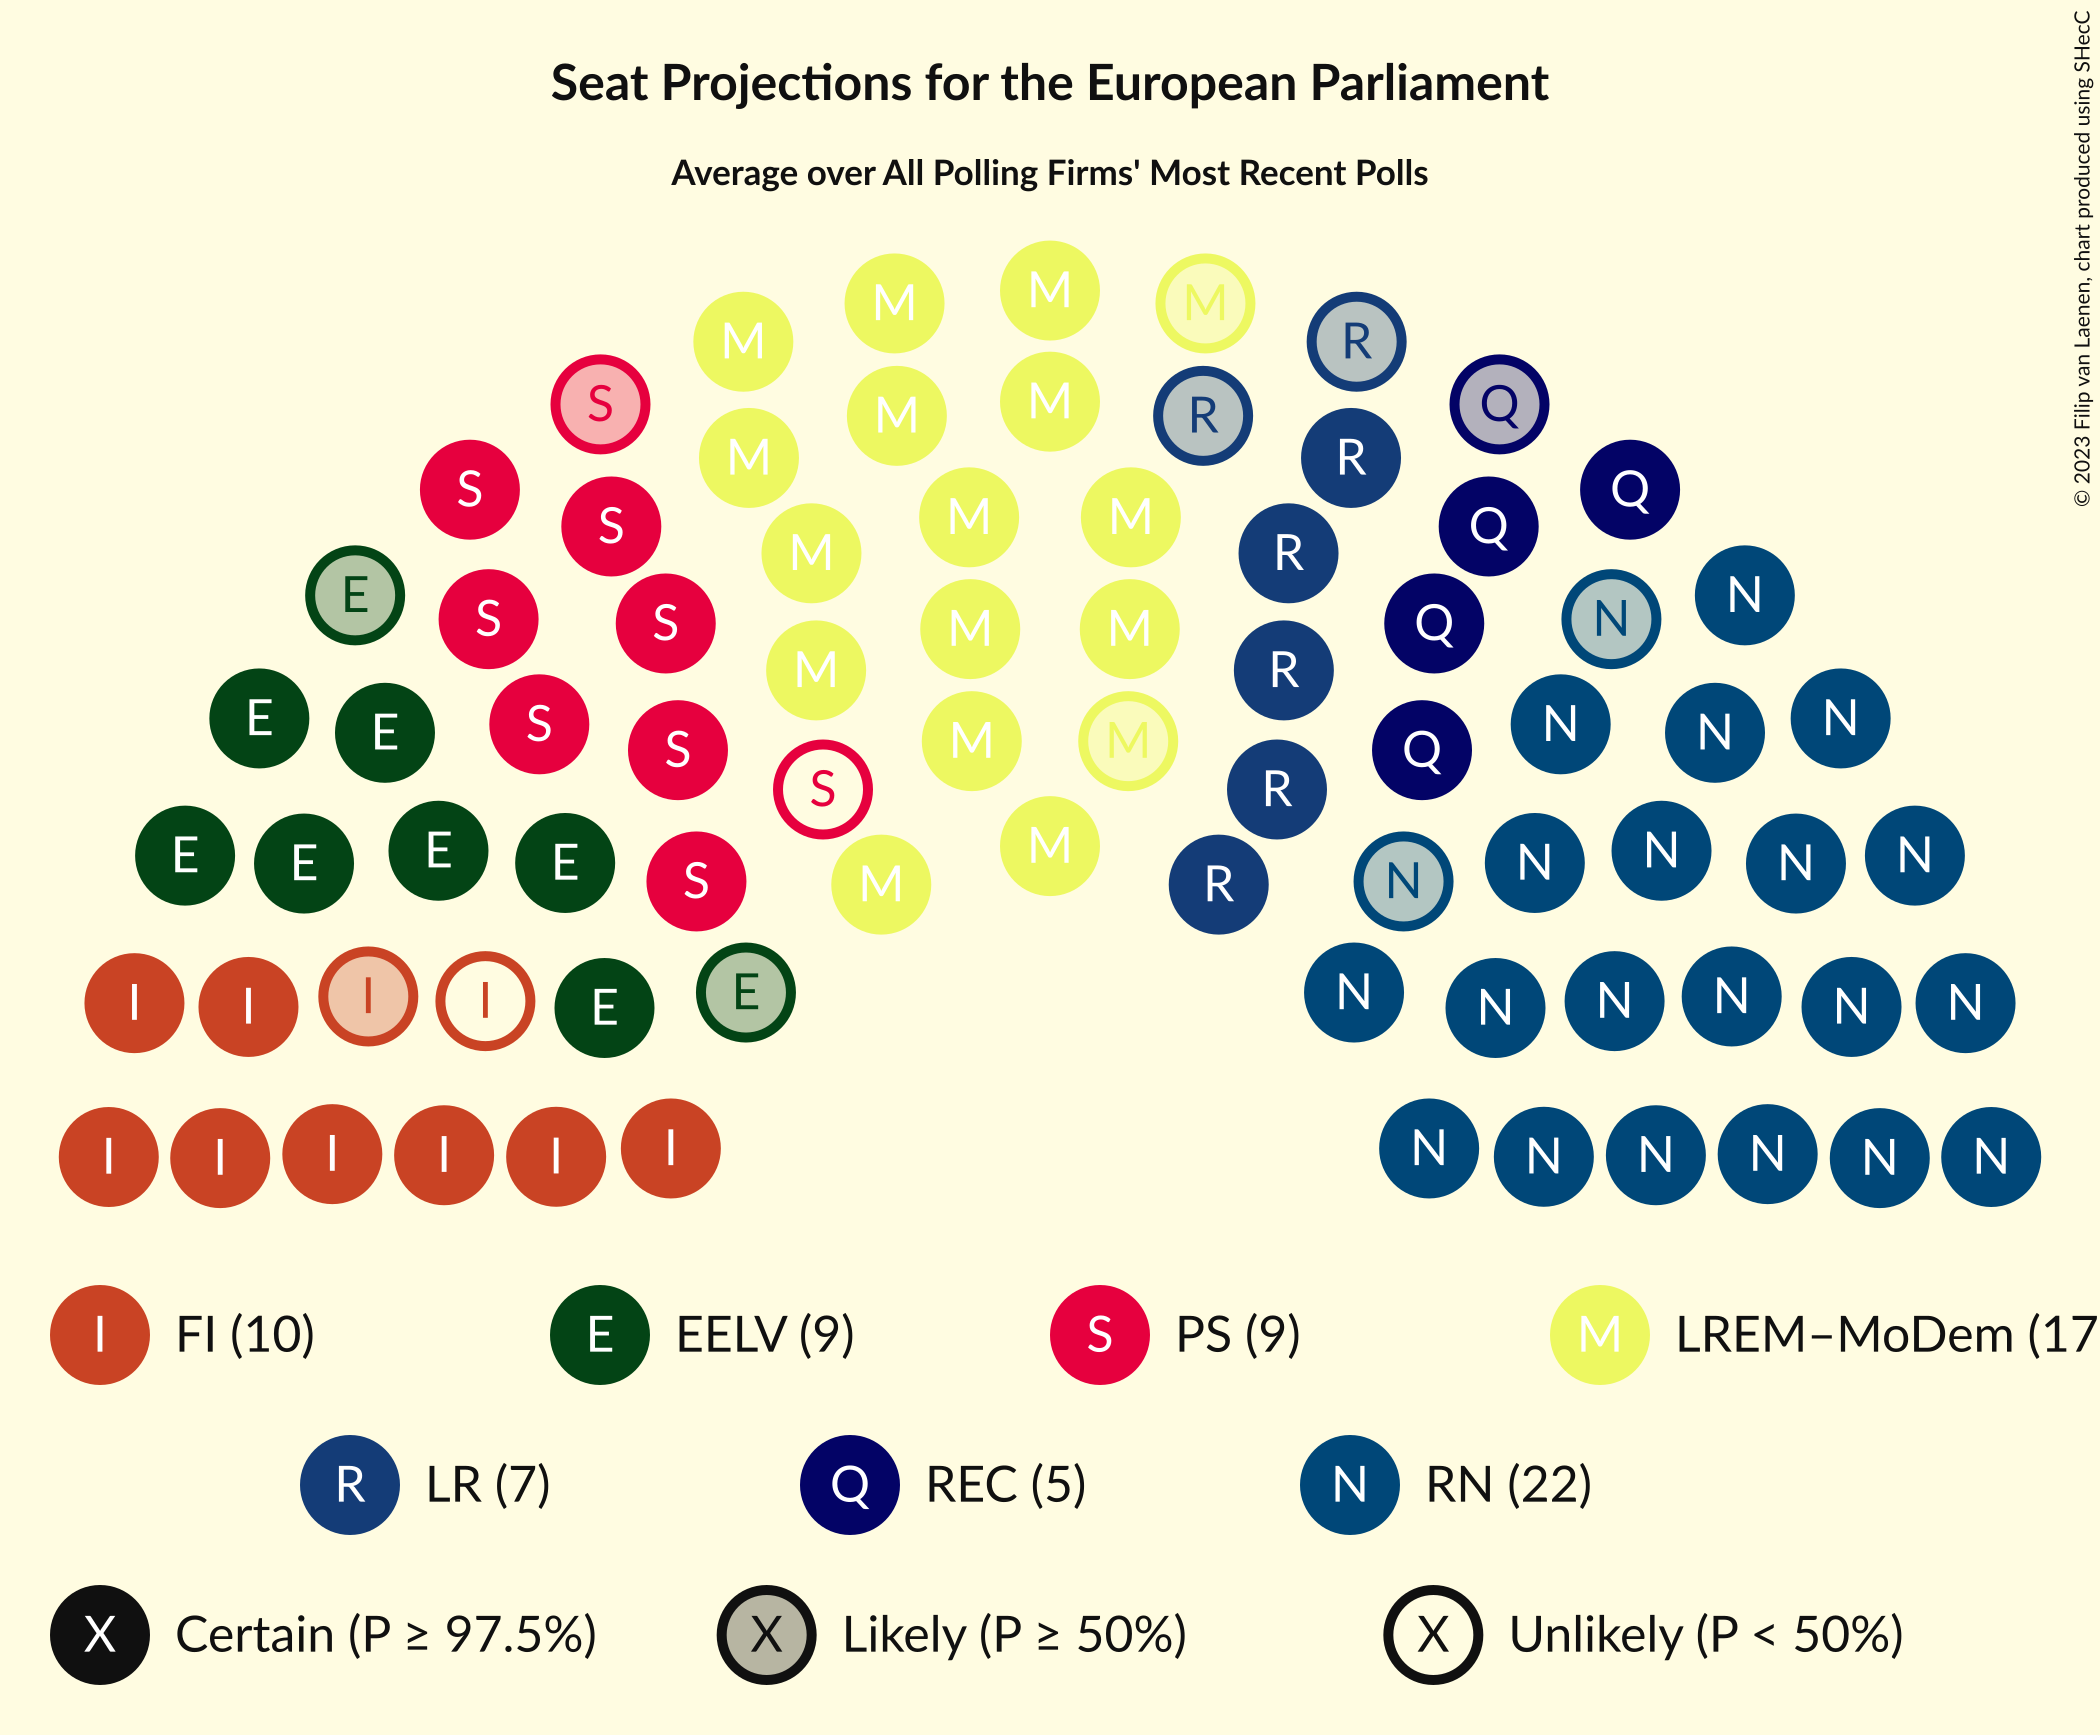 Seat Projections for the European Parliament
Average over All Polling Firms' Most Recent Polls
© 2023 Filip van Laenen, chart produced using SHecC
M M M M M
M R
S M M R Q
S M R Q
S M M Q
E S M R N N
S S M M Q
E E S M R N N N
S M M Q
S
E E E E S M M R N N N N N
I I I I E E N N N N N N
I I I I I I N N N N N N
I FI (10) E EELV (9) S PS (9) M LREM–MoDem (17
R LR (7) Q REC (5) N RN (22)
X Certain (P ≥ 97.5%) X Likely (P ≥ 50%) X Unlikely (P < 50%)